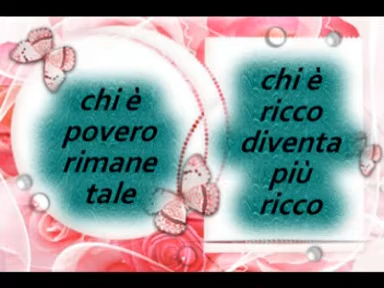 chi è
povero
rimane
tale
chi è
ricco
diventa
più
ricco